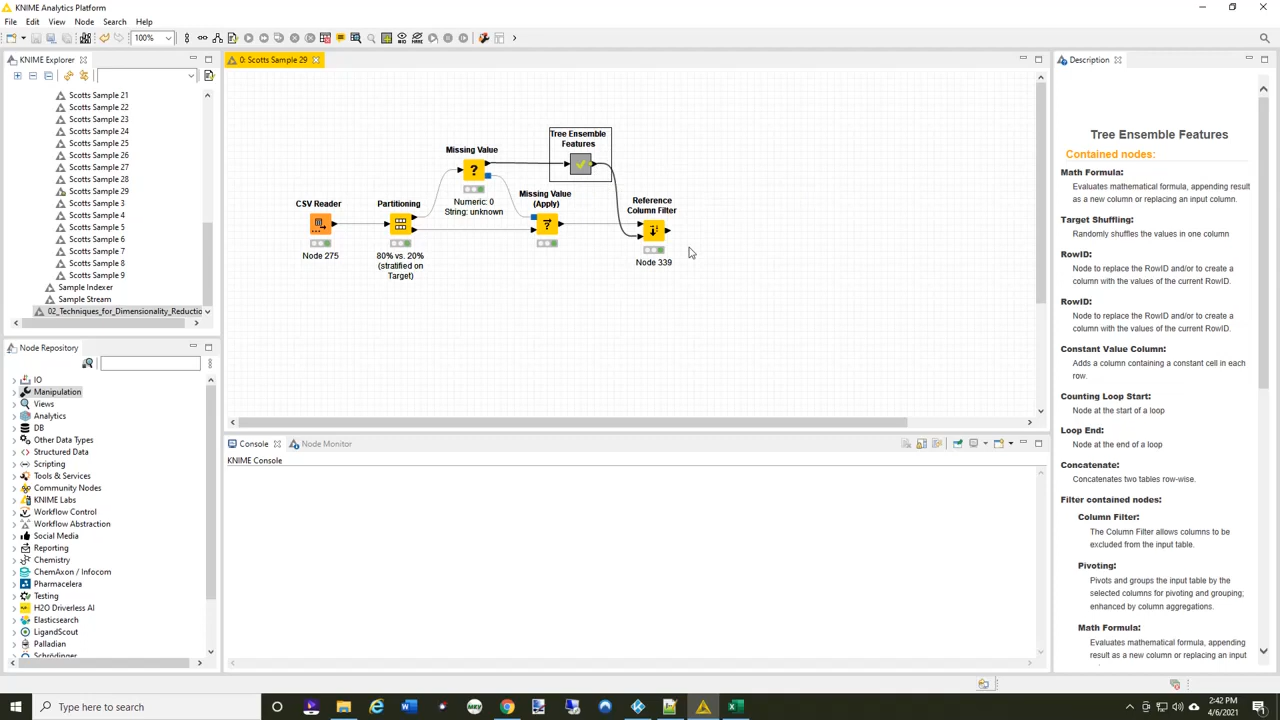 KNIME Analytics Platform
File Edit View Node Search Help
100%
KNIME Explorer
Scotts Sample 21
Scotts Sample 22
Scotts Sample 23
Scotts Sample 24
Scotts Sample 25
Scotts Sample 26
Scotts Sample 27
Scotts Sample 28
Scotts Sample 29
Scotts Sample 3
Scotts Sample 4
Scotts Sample 5
Scotts Sample 6
Scotts Sample 7
Scotts Sample 8
Scotts Sample 9
Sample Indexer
Sample Stream
02_Techniques_for_Dimensionality_Reductio
Node Repository
IO
Manipulation
Views
Analytics
DB
Other Data Types
Structured Data
Scripting
Tools & Services
Community Nodes
KNIME Labs
Workflow Control
Workflow Abstraction
Social Media
Reporting
Chemistry
ChemAxon / Infocom
Pharmacelera
Testing
H2O Driverless AI
Elasticsearch
LigandScout
Palladian
Schrödinger
0: Scotts Sample 29
CSV Reader
Node 275
Partitioning
80% vs. 20%
(stratified on
Target)
Missing Value
?
Numeric: 0
String: unknown
Tree Ensemble
Features
Missing Value
(Apply)
?
Reference
Column Filter
Node 339
Console
Node Monitor
KNIME Console
Description
Tree Ensemble Features
Contained nodes:
Math Formula:
Evaluates mathematical formula, appending result
as a new column or replacing an input column.
Target Shuffling:
Randomly shuffles the values in one column
RowID:
Node to replace the RowID and/or to create a
column with the values of the current RowID.
RowID:
Node to replace the RowID and/or to create a
column with the values of the current RowID.
Constant Value Column:
Adds a column containing a constant cell in each
row.
Counting Loop Start:
Node at the start of a loop
Loop End:
Node at the end of a loop
Concatenate:
Concatenates two tables row-wise.
Filter contained nodes:
Column Filter:
The Column Filter allows columns to be
excluded from the input table.
Pivoting:
Pivots and groups the input table by the
selected columns for pivoting and grouping;
enhanced by column aggregations.
Math Formula:
Evaluates mathematical formula, appending
result as a new column or replacing an input
Type here to search
MKV
2:42 PM
4/6/2021